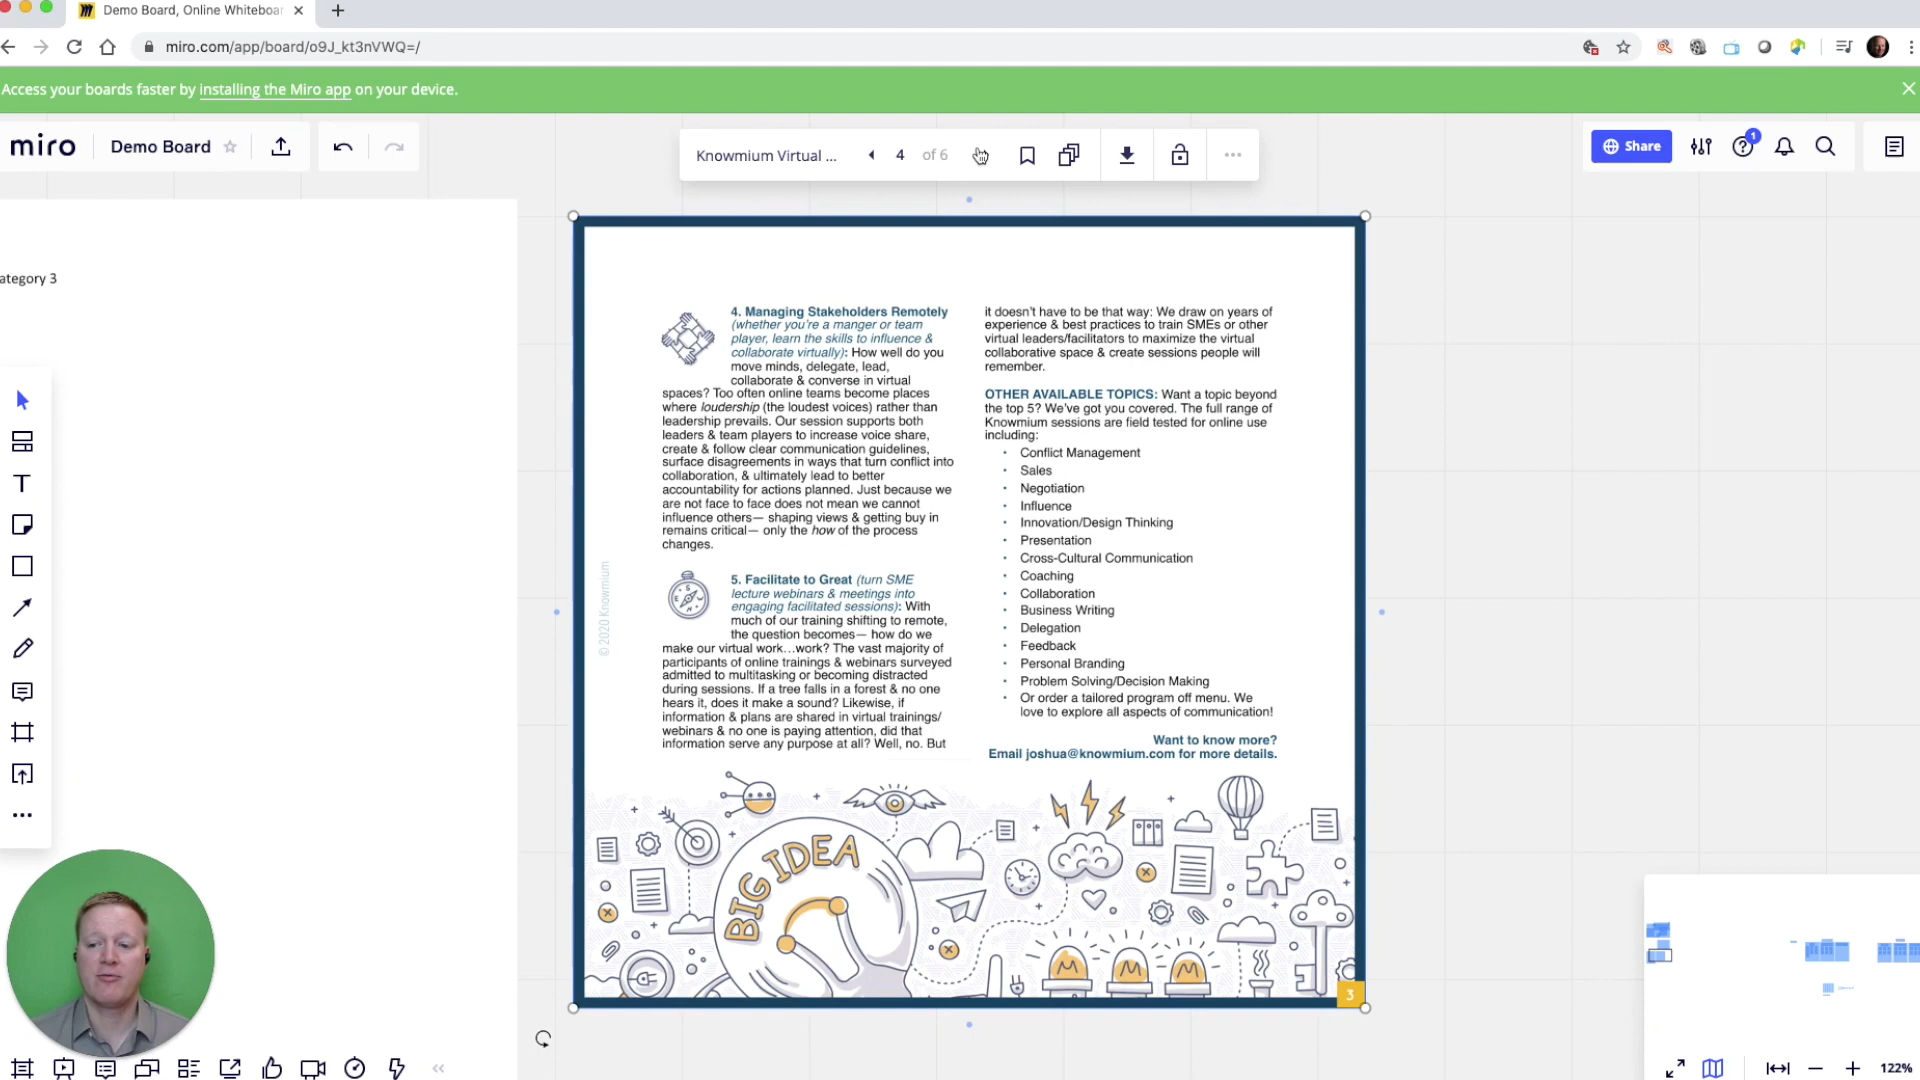 Demo Board, Online Whiteboar
miro.com/app/board/o9J_kt3nVWQ=/
Access your boards faster by installing the Miro app on your device.
miro
Demo Board
Knowmium Virtual ...
4 of 6
Share
1
ategory 3
4. Managing Stakeholders Remotely
(whether you're a manger or team
player, learn the skills to influence &
collaborate virtually): How well do you
move minds, delegate, lead,
collaborate & converse in virtual
spaces? Too often online teams become places
where loudership (the loudest voices) rather than
leadership prevails. Our session supports both
leaders & team players to increase voice share,
create & follow clear communication guidelines,
surface disagreements in ways that turn conflict into
collaboration, & ultimately lead to better
accountability for actions planned. Just because we
are not face to face does not mean we cannot
influence others— shaping views & getting buy in
remains critical— only the how of the process
changes.
5. Facilitate to Great (turn SME
lecture webinars & meetings into
engaging facilitated sessions): With
much of our training shifting to remote,
the question becomes— how do we
make our virtual work...work? The vast majority of
participants of online trainings & webinars surveyed
admitted to multitasking or becoming distracted
during sessions. If a tree falls in a forest & no one
hears it, does it make a sound? Likewise, if
information & plans are shared in virtual trainings/
webinars & no one is paying attention, did that
information serve any purpose at all? Well, no. But
it doesn't have to be that way: We draw on years of
experience & best practices to train SMEs or other
virtual leaders/facilitators to maximize the virtual
collaborative space & create sessions people will
remember.
OTHER AVAILABLE TOPICS: Want a topic beyond
the top 5? We've got you covered. The full range of
Knowmium sessions are field tested for online use
including:
• Conflict Management
• Sales
• Negotiation
• Influence
• Innovation/Design Thinking
• Presentation
• Cross-Cultural Communication
• Coaching
• Collaboration
• Business Writing
• Delegation
• Feedback
• Personal Branding
• Problem Solving/Decision Making
• Or order a tailored program off menu. We
love to explore all aspects of communication!
Want to know more?
Email joshua@knowmium.com for more details.
© 2020 Knowmium
BIG IDEA
3
122%